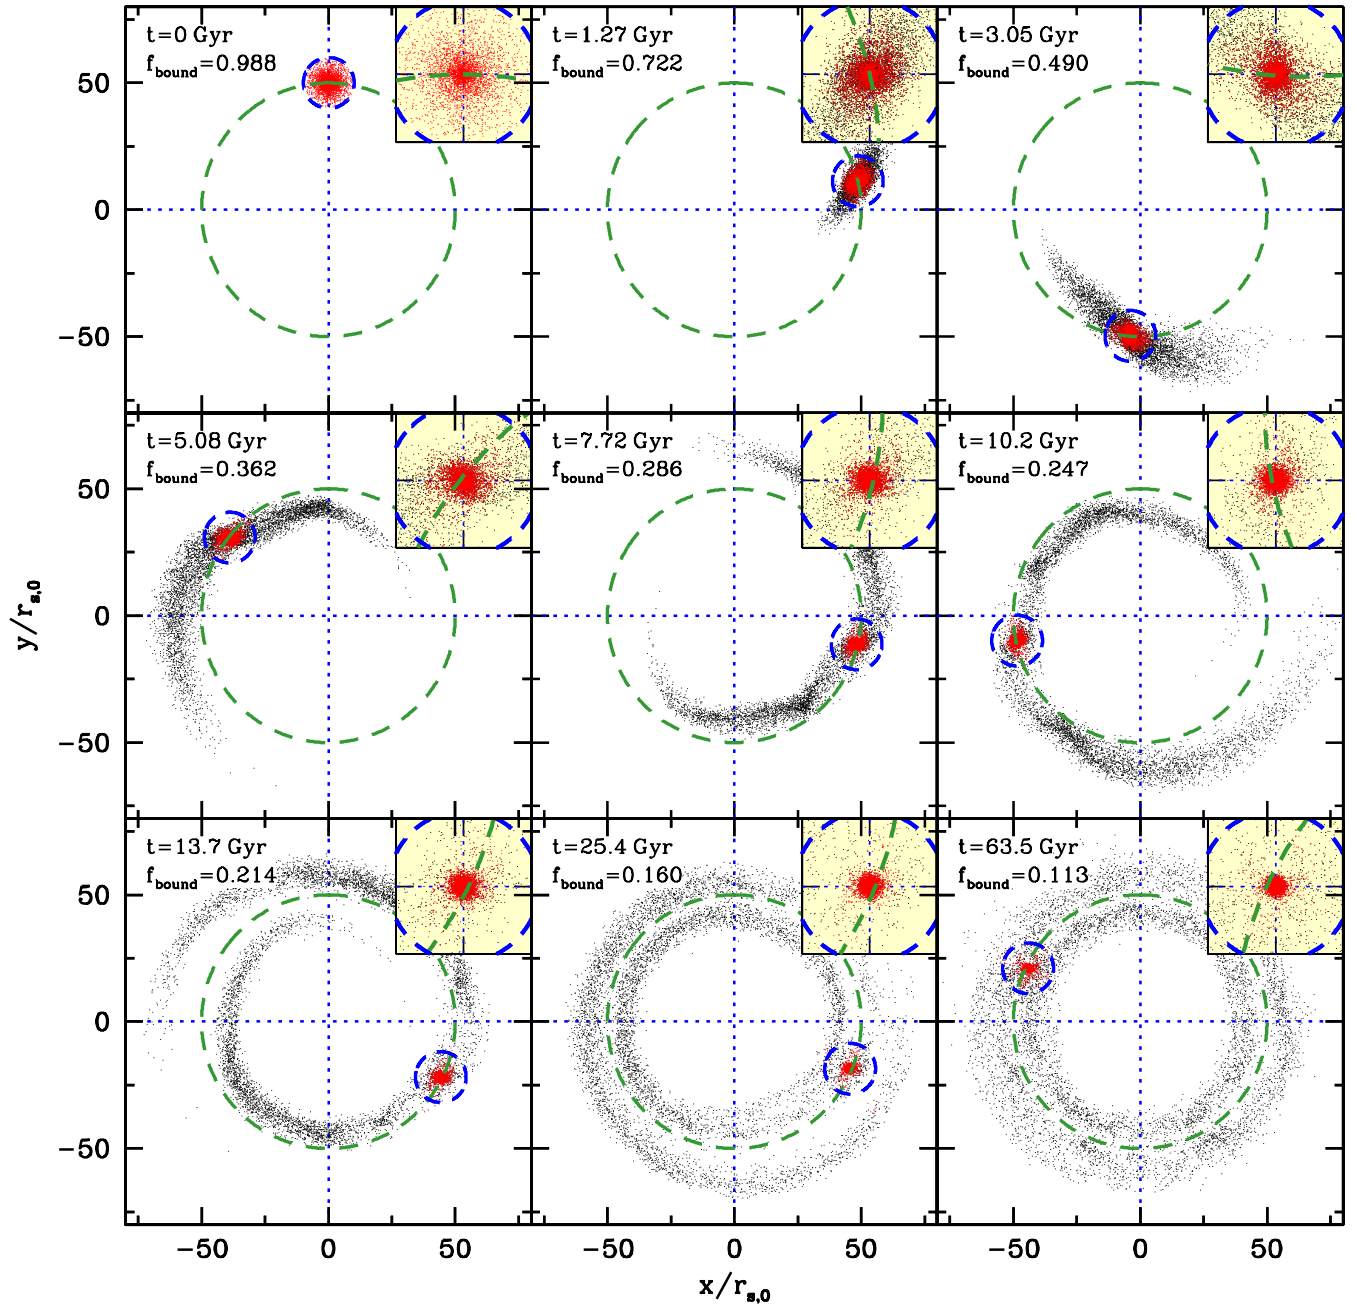 t=0 Gyr
f_bound=0.988
t=1.27 Gyr
f_bound=0.722
t=3.05 Gyr
f_bound=0.490
50
0
−50
t=5.08 Gyr
f_bound=0.362
t=7.72 Gyr
f_bound=0.286
t=10.2 Gyr
f_bound=0.247
50
0
−50
y/r_s,0
t=13.7 Gyr
f_bound=0.214
t=25.4 Gyr
f_bound=0.160
t=63.5 Gyr
f_bound=0.113
50
0
−50
−50 0 50 −50 0 50 −50 0 50
x/r_s,0